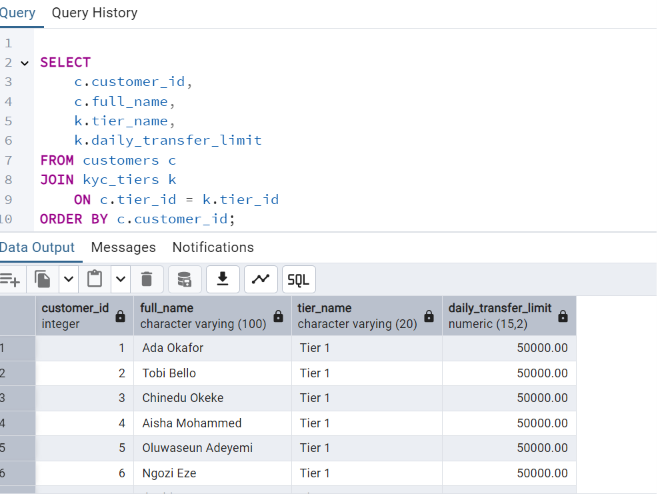 Query Query History
1
2 SELECT
3 c.customer_id,
4 c.full_name,
5 k.tier_name,
6 k.daily_transfer_limit
7 FROM customers c
8 JOIN kyc_tiers k
9 ON c.tier_id = k.tier_id
10 ORDER BY c.customer_id;
Data Output Messages Notifications
SQL
customer_id full_name tier_name daily_transfer_limit
integer character varying (100) character varying (20) numeric (15,2)
1 1 Ada Okafor Tier 1 50000.00
2 2 Tobi Bello Tier 1 50000.00
3 3 Chinedu Okeke Tier 1 50000.00
4 4 Aisha Mohammed Tier 1 50000.00
5 5 Oluwaseun Adeyemi Tier 1 50000.00
6 6 Ngozi Eze Tier 1 50000.00